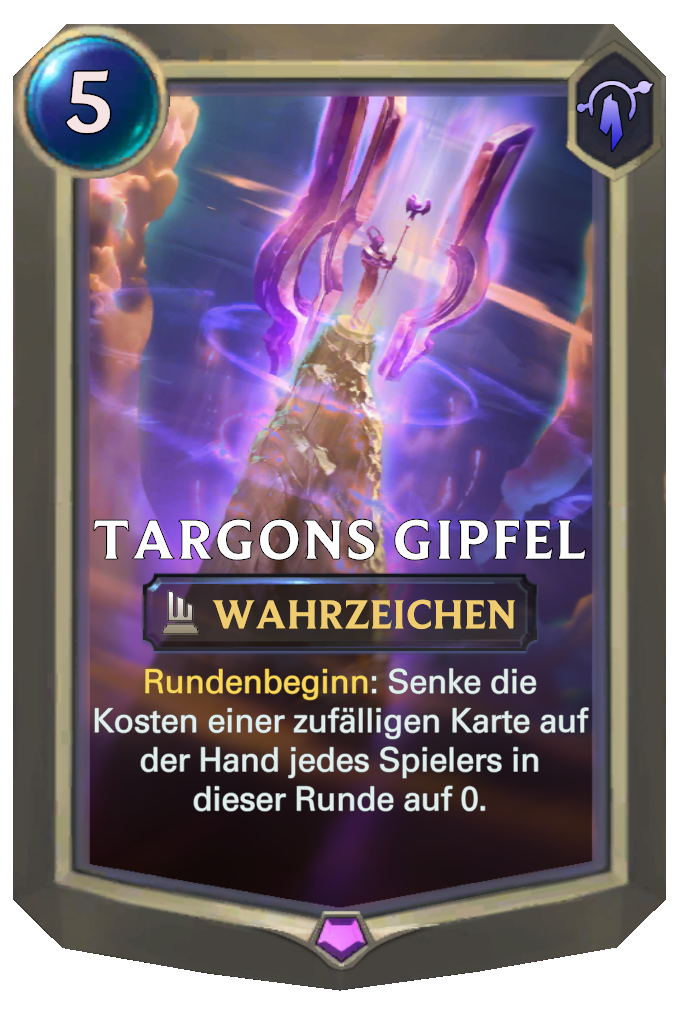 5
TARGONS GIPFEL
WAHRZEICHEN
Rundenbeginn: Senke die
Kosten einer zufälligen Karte auf
der Hand jedes Spielers in
dieser Runde auf 0.